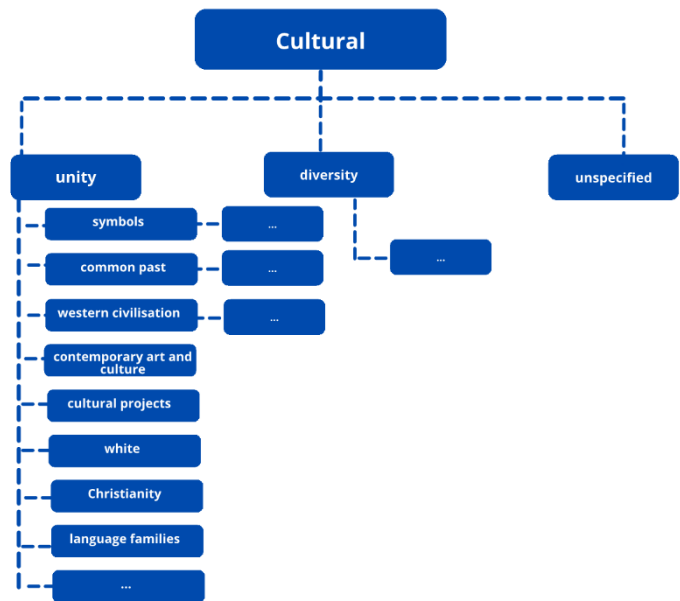 Cultural
unity
diversity
unspecified
symbols
...
common past
...
...
western civilisation
...
contemporary art and
culture
cultural projects
white
Christianity
language families
...